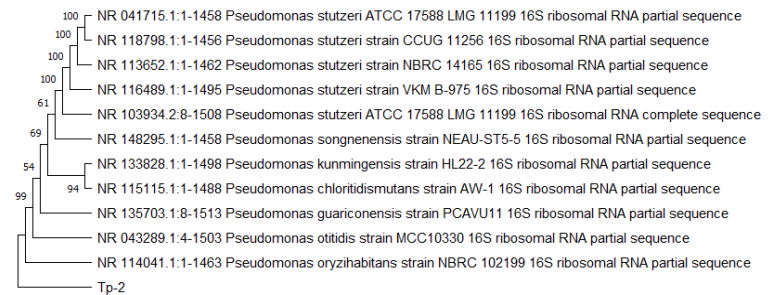 100 NR 041715.1:1-1458 Pseudomonas stutzeri ATCC 17588 LMG 11199 16S ribosomal RNA partial sequence
100 NR 118798.1:1-1456 Pseudomonas stutzeri strain CCUG 11256 16S ribosomal RNA partial sequence
100 NR 113652.1:1-1462 Pseudomonas stutzeri strain NBRC 14165 16S ribosomal RNA partial sequence
100 NR 116489.1:1-1495 Pseudomonas stutzeri strain VKM B-975 16S ribosomal RNA partial sequence
61 NR 103934.2:8-1508 Pseudomonas stutzeri ATCC 17588 LMG 11199 16S ribosomal RNA complete sequence
69 NR 148295.1:1-1458 Pseudomonas songnenensis strain NEAU-ST5-5 16S ribosomal RNA partial sequence
54 NR 133828.1:1-1498 Pseudomonas kunmingensis strain HL22-2 16S ribosomal RNA partial sequence
94 NR 115115.1:1-1488 Pseudomonas chloritidismutans strain AW-1 16S ribosomal RNA partial sequence
99 NR 135703.1:8-1513 Pseudomonas guariconensis strain PCAVU11 16S ribosomal RNA partial sequence
NR 043289.1:4-1503 Pseudomonas otitidis strain MCC10330 16S ribosomal RNA partial sequence
NR 114041.1:1-1463 Pseudomonas oryzihabitans strain NBRC 102199 16S ribosomal RNA partial sequence
Tp-2